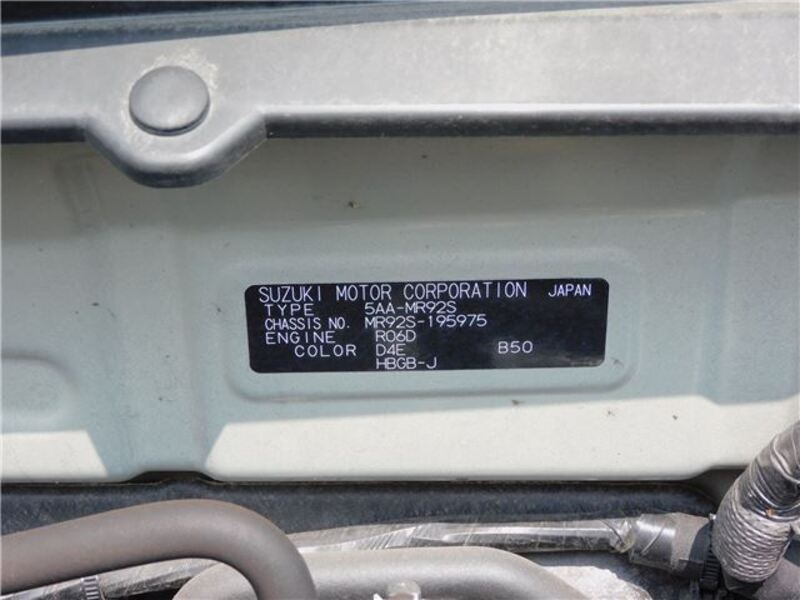 SUZUKI MOTOR CORPORATION JAPAN
TYPE 5AA-MR92S
CHASSIS NO. MR92S-195975
ENGINE R06D
COLOR D4E B50
HBGB-J